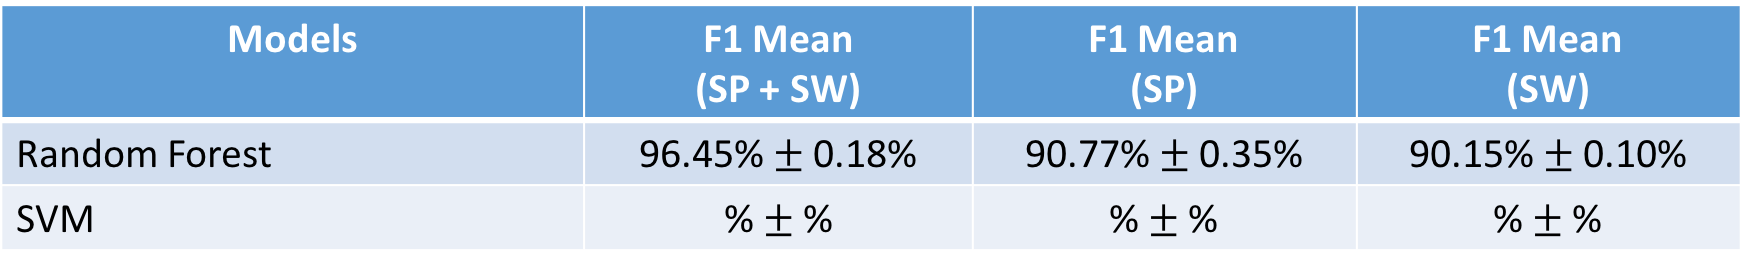 Models F1 Mean (SP + SW) F1 Mean (SP) F1 Mean (SW)
Random Forest 96.45% ± 0.18% 90.77% ± 0.35% 90.15% ± 0.10%
SVM % ± % % ± % % ± %